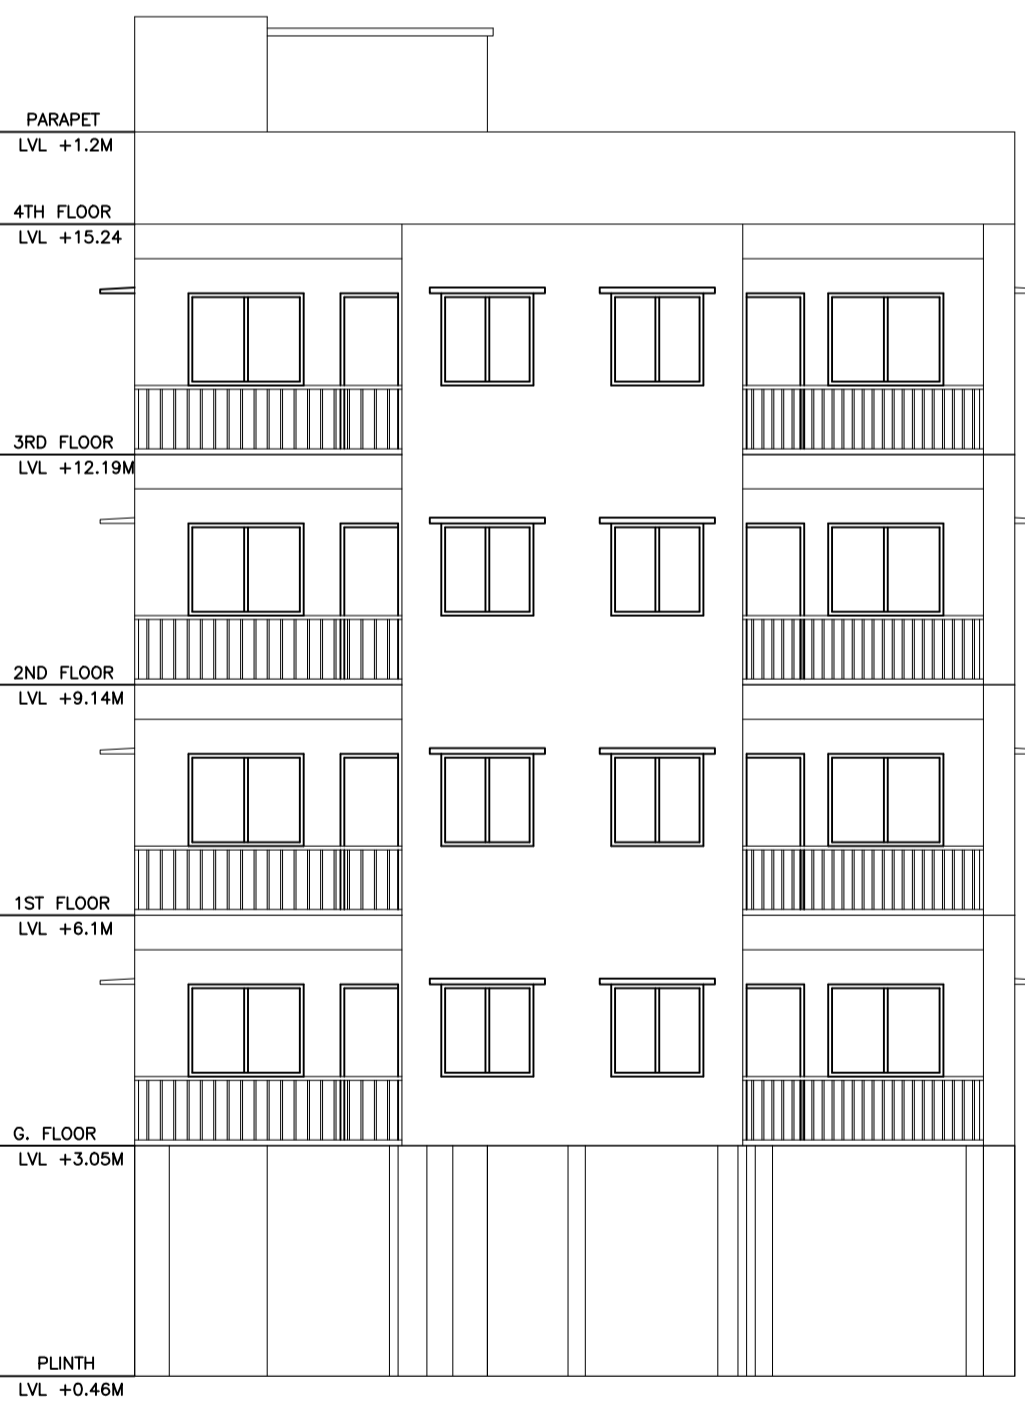 PARAPET
LVL +1.2M
4TH FLOOR
LVL +15.24
3RD FLOOR
LVL +12.19M
2ND FLOOR
LVL +9.14M
1ST FLOOR
LVL +6.1M
G. FLOOR
LVL +3.05M
PLINTH
LVL +0.46M